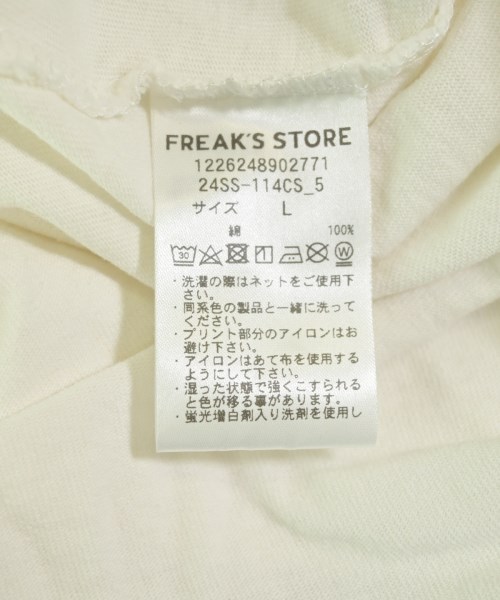 FREAK'S STORE
1226248902771
24SS-114CS_5
サイズ L
綿 100%
30 W
・洗濯の際はネットをご使用下
さい。
・同系色の製品と一緒に洗って
ください。
・プリント部分のアイロンはお
避け下さい。
・アイロンはあて布を使用する
ようにして下さい。
・湿った状態で強くこすられる
と色が移る事があります。
・蛍光増白剤入り洗剤を使用し